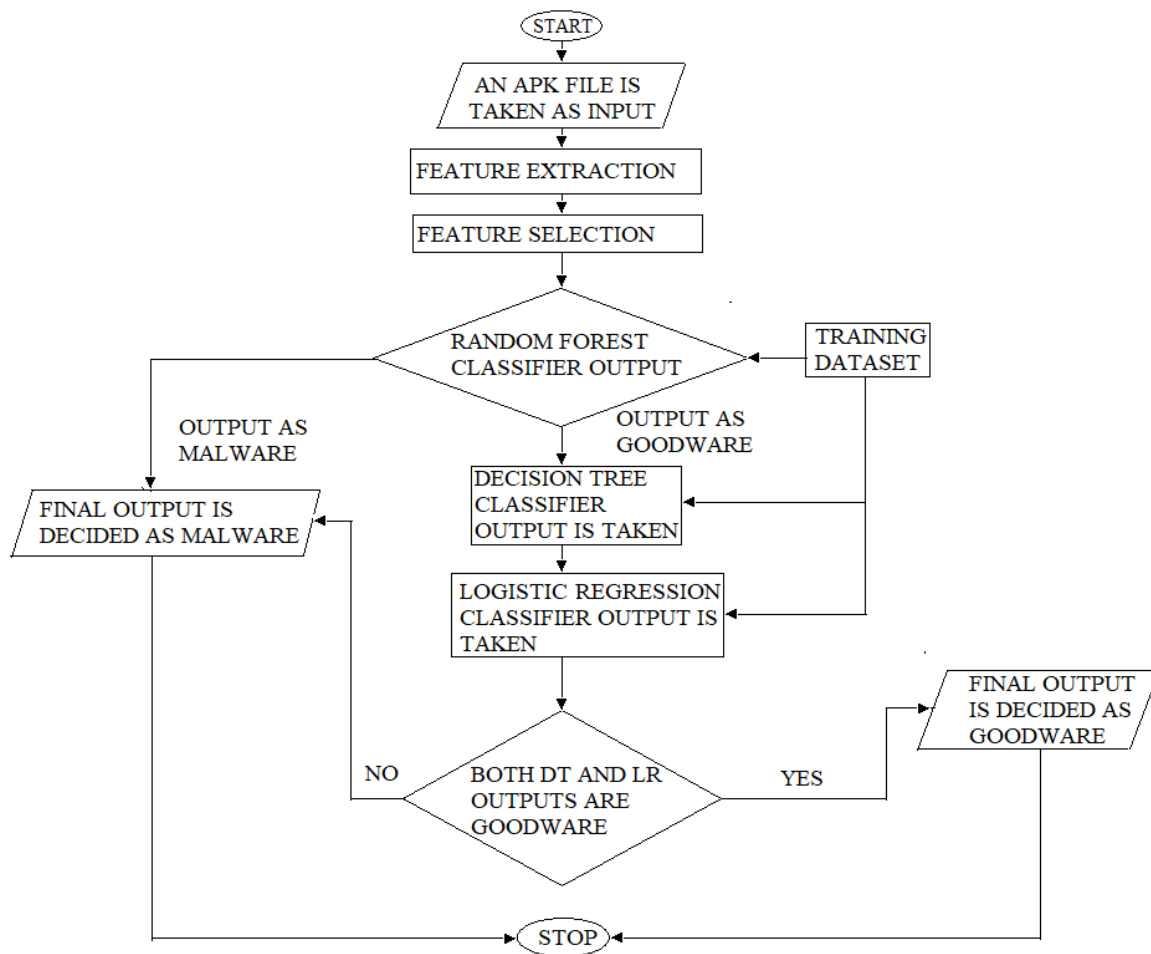 START
AN APK FILE IS
TAKEN AS INPUT
FEATURE EXTRACTION
FEATURE SELECTION
RANDOM FOREST
CLASSIFIER OUTPUT
TRAINING
DATASET
OUTPUT AS
MALWARE
OUTPUT AS
GOODWARE
DECISION TREE
CLASSIFIER
OUTPUT IS TAKEN
FINAL OUTPUT IS
DECIDED AS MALWARE
LOGISTIC REGRESSION
CLASSIFIER OUTPUT IS
TAKEN
FINAL OUTPUT
IS DECIDED AS
GOODWARE
NO
BOTH DT AND LR
OUTPUTS ARE
GOODWARE
YES
STOP